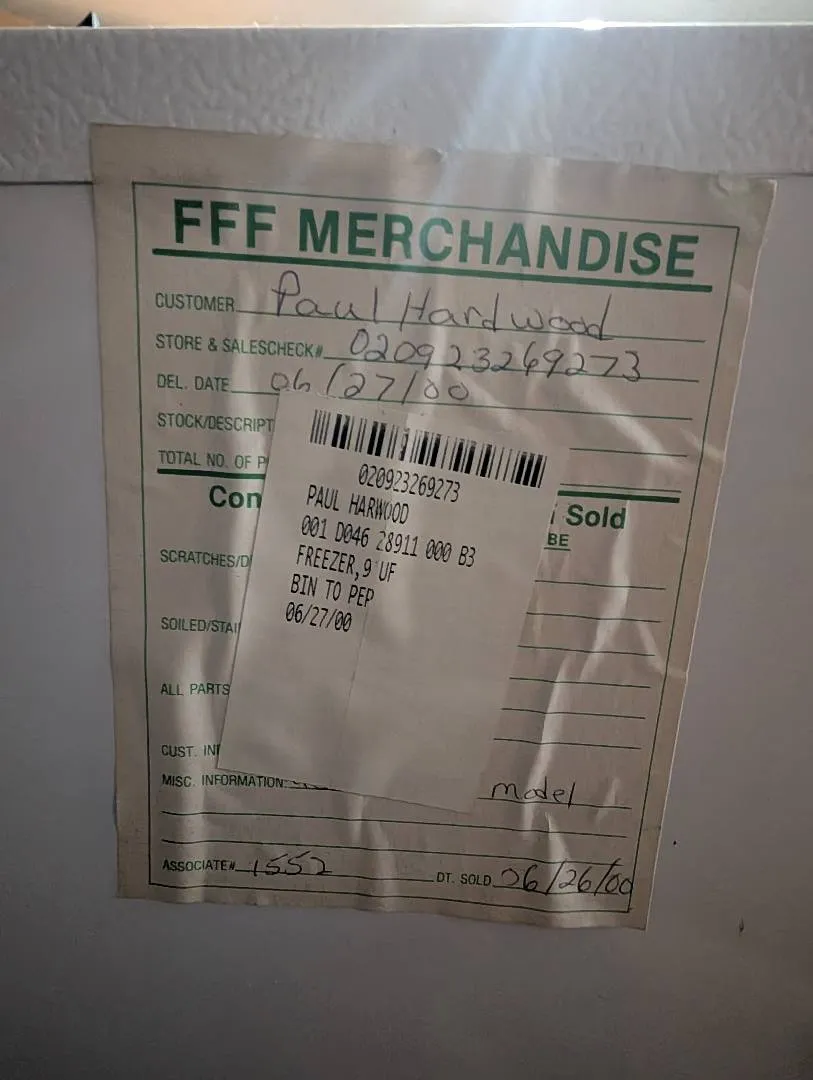 FFF MERCHANDISE
CUSTOMER Paul Hardwood
STORE & SALESCHECK# 020923269273
DEL. DATE 06/27/00
STOCK/DESCRIPT
TOTAL NO. OF P
020923269273
PAUL HARWOOD
001 D046 28911 000 B3
FREEZER,9 UF
BIN TO PEP
06/27/00
Con i Sold
BE
SCRATCHES/D
SOILED/STAI
ALL PARTS
CUST. INF
MISC. INFORMATION: model
ASSOCIATE# 1552 DT. SOLD 06/26/00